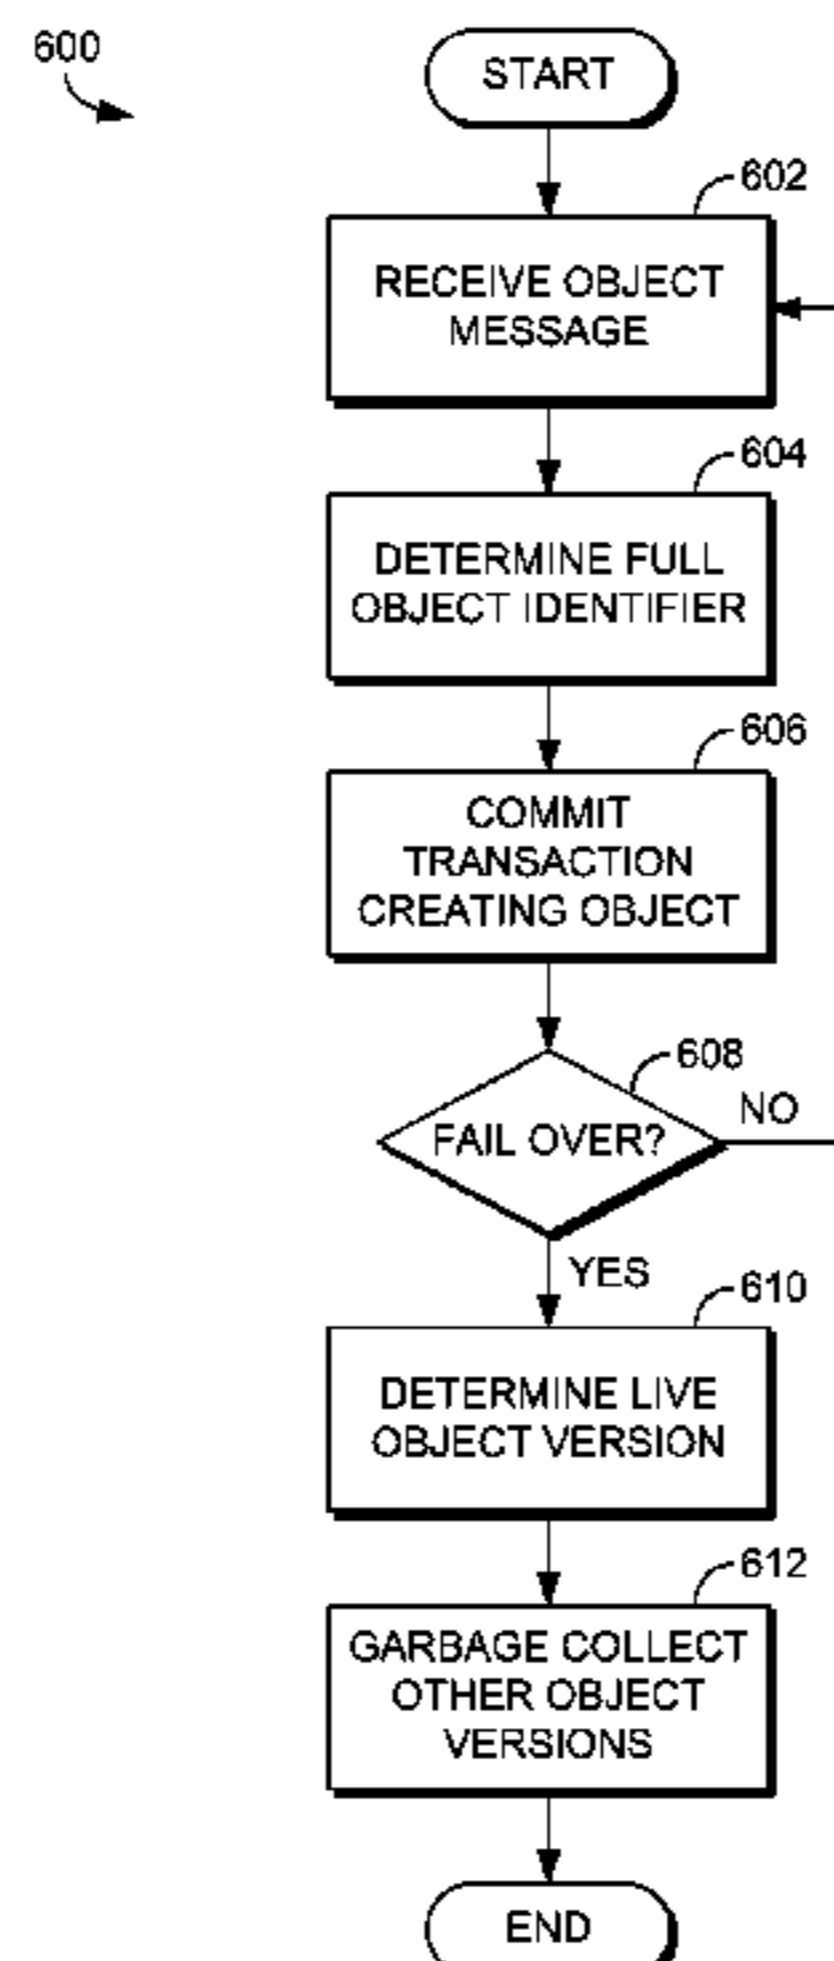 600
START
602
RECEIVE OBJECT
MESSAGE
604
DETERMINE FULL
OBJECT IDENTIFIER
606
COMMIT
TRANSACTION
CREATING OBJECT
608
FAIL OVER?
NO
YES
610
DETERMINE LIVE
OBJECT VERSION
612
GARBAGE COLLECT
OTHER OBJECT
VERSIONS
END